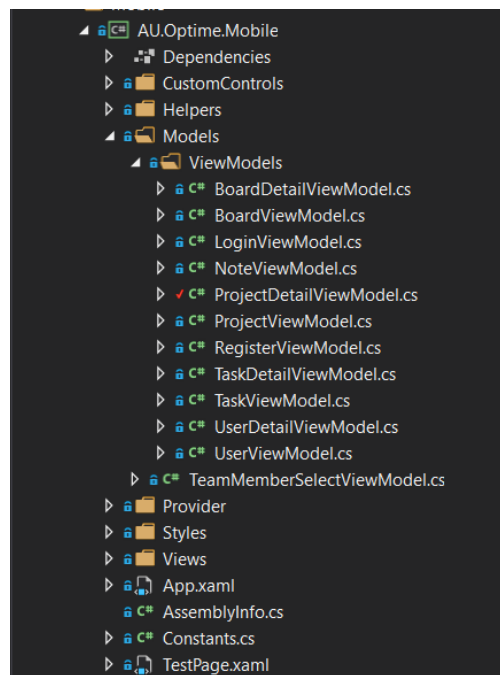 C# AU.Optime.Mobile
Dependencies
CustomControls
Helpers
Models
ViewModels
C# BoardDetailViewModel.cs
C# BoardViewModel.cs
C# LoginViewModel.cs
C# NoteViewModel.cs
C# ProjectDetailViewModel.cs
C# ProjectViewModel.cs
C# RegisterViewModel.cs
C# TaskDetailViewModel.cs
C# TaskViewModel.cs
C# UserDetailViewModel.cs
C# UserViewModel.cs
C# TeamMemberSelectViewModel.cs
Provider
Styles
Views
App.xaml
C# AssemblyInfo.cs
C# Constants.cs
TestPage.xaml